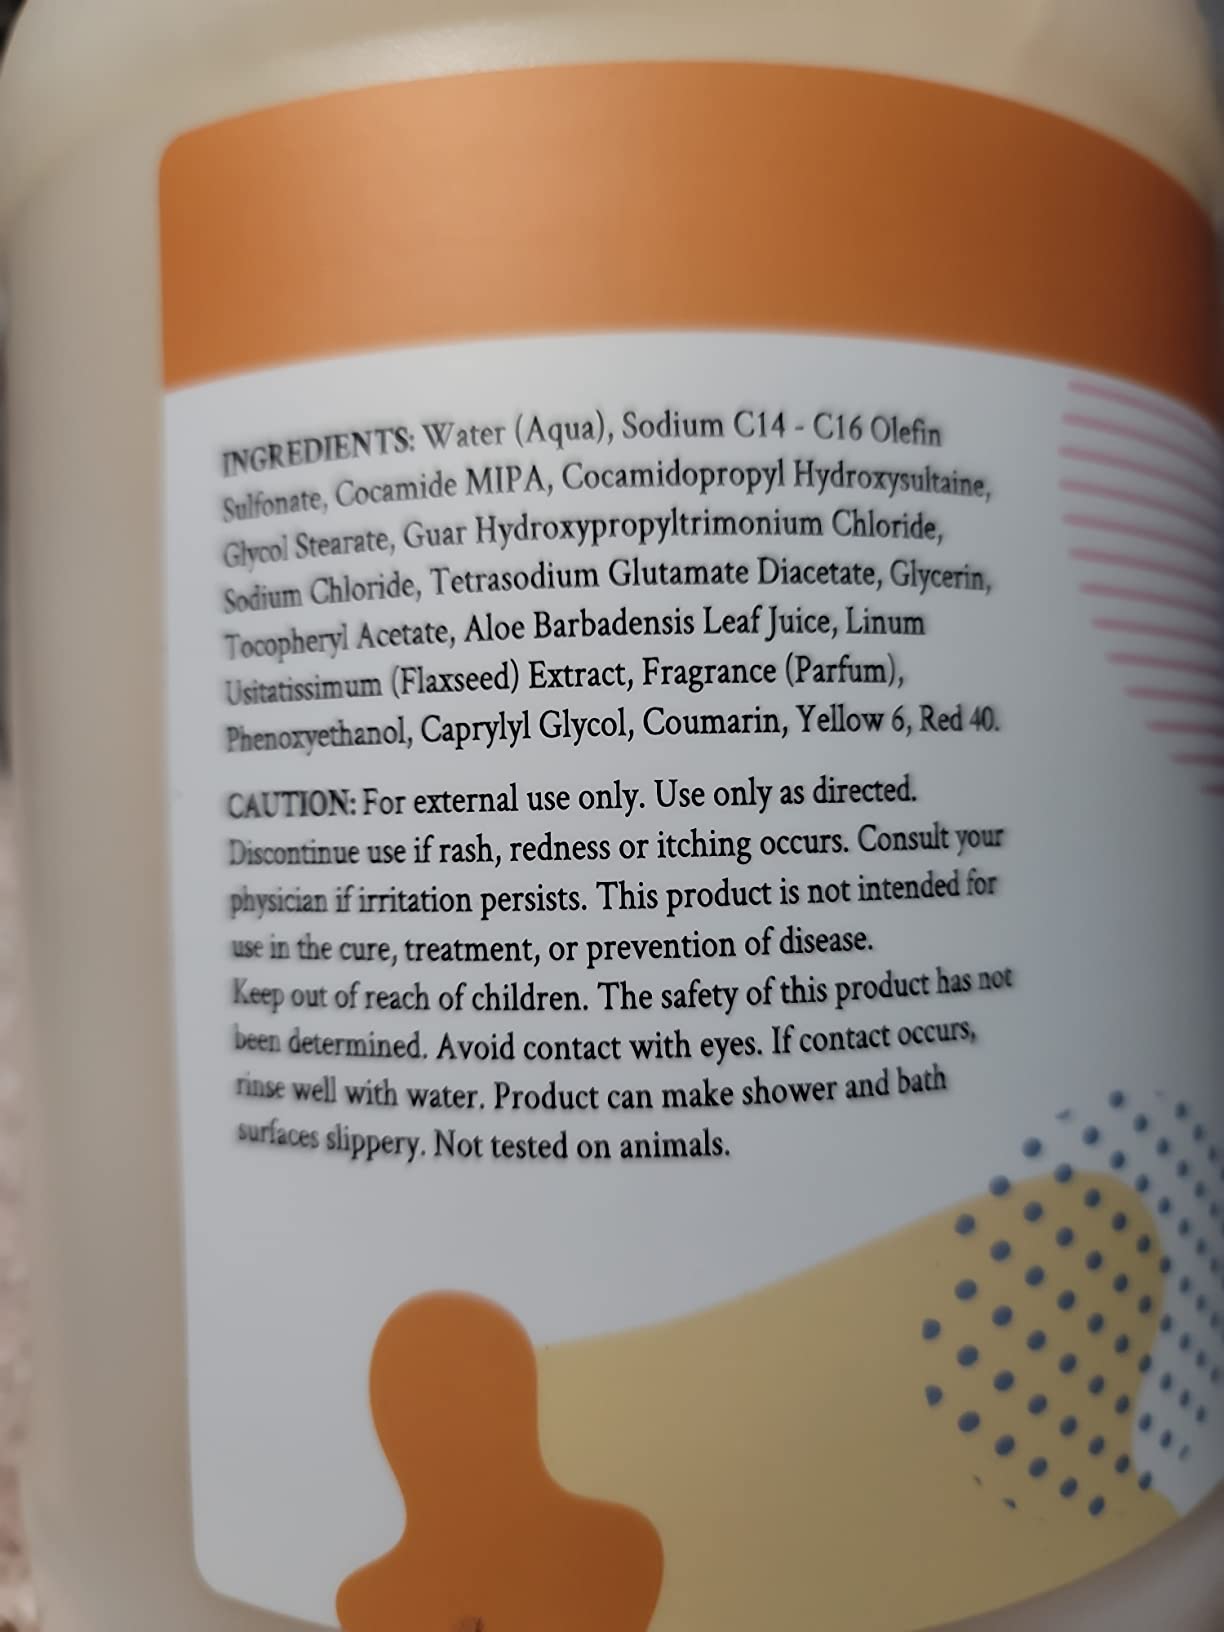 INGREDIENTS: Water (Aqua), Sodium C14 - C16 Olefin
Sulfonate, Cocamide MIPA, Cocamidopropyl Hydroxysultaine,
Glycol Stearate, Guar Hydroxypropyltrimonium Chloride,
Sodium Chloride, Tetrasodium Glutamate Diacetate, Glycerin,
Tocopheryl Acetate, Aloe Barbadensis Leaf Juice, Linum
Usitatissimum (Flaxseed) Extract, Fragrance (Parfum),
Phenoxyethanol, Caprylyl Glycol, Coumarin, Yellow 6, Red 40.
CAUTION: For external use only. Use only as directed.
Discontinue use if rash, redness or itching occurs. Consult your
physician if irritation persists. This product is not intended for
use in the cure, treatment, or prevention of disease.
Keep out of reach of children. The safety of this product has not
been determined. Avoid contact with eyes. If contact occurs,
rinse well with water. Product can make shower and bath
surfaces slippery. Not tested on animals.